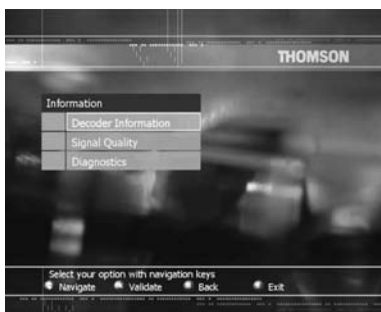 THOMSON
Information
Decoder Information
Signal Quality
Diagnostics
Select your option with navigation keys
Navigate Validate Back Exit